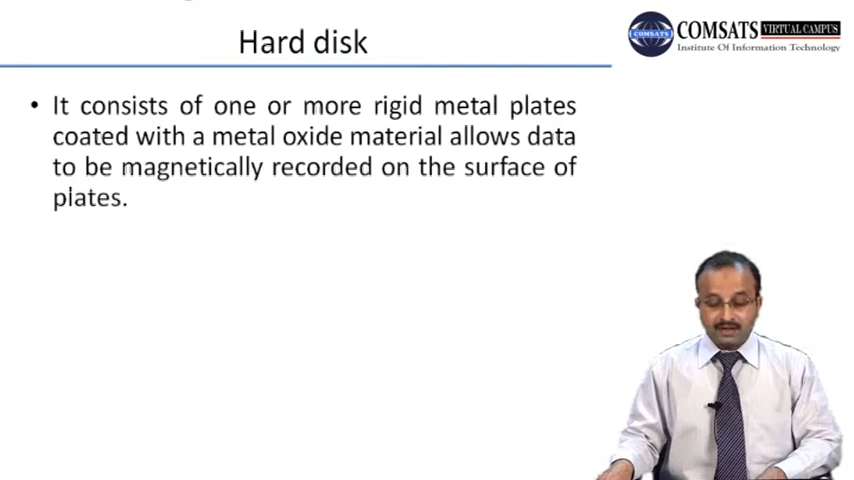 Hard disk
COMSATS VIRTUAL CAMPUS
COMSATS
Institute Of Information Technology
• It consists of one or more rigid metal plates
coated with a metal oxide material allows data
to be magnetically recorded on the surface of
plates.